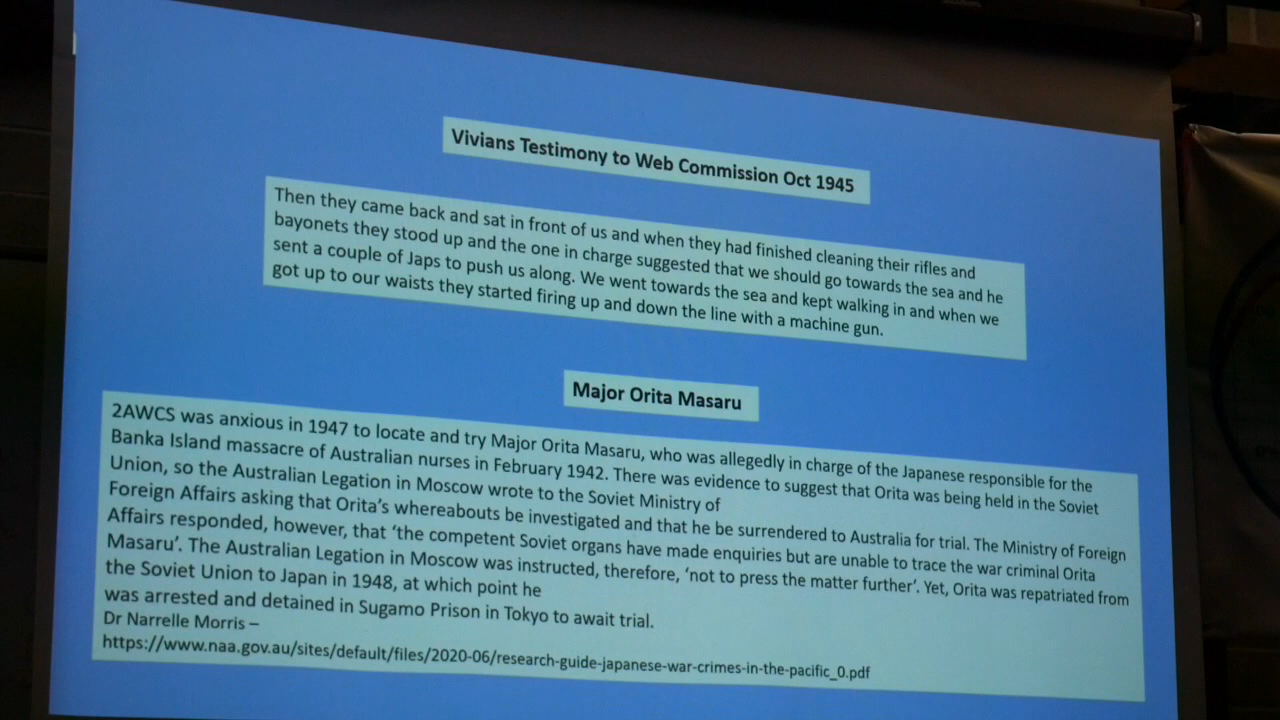 Vivians Testimony to Web Commission Oct 1945
Then they came back and sat in front of us and when they had finished cleaning their rifles and
bayonets they stood up and the one in charge suggested that we should go towards the sea and he
sent a couple of Japs to push us along. We went towards the sea and kept walking in and when we
got up to our waists they started firing up and down the line with a machine gun.
Major Orita Masaru
2AWCS was anxious in 1947 to locate and try Major Orita Masaru, who was allegedly in charge of the Japanese responsible for the
Banka Island massacre of Australian nurses in February 1942. There was evidence to suggest that Orita was being held in the Soviet
Union, so the Australian Legation in Moscow wrote to the Soviet Ministry of
Foreign Affairs asking that Orita’s whereabouts be investigated and that he be surrendered to Australia for trial. The Ministry of Foreign
Affairs responded, however, that ‘the competent Soviet organs have made enquiries but are unable to trace the war criminal Orita
Masaru’. The Australian Legation in Moscow was instructed, therefore, ‘not to press the matter further’. Yet, Orita was repatriated from
the Soviet Union to Japan in 1948, at which point he
was arrested and detained in Sugamo Prison in Tokyo to await trial.
Dr Narrelle Morris –
https://www.naa.gov.au/sites/default/files/2020-06/research-guide-japanese-war-crimes-in-the-pacific_0.pdf